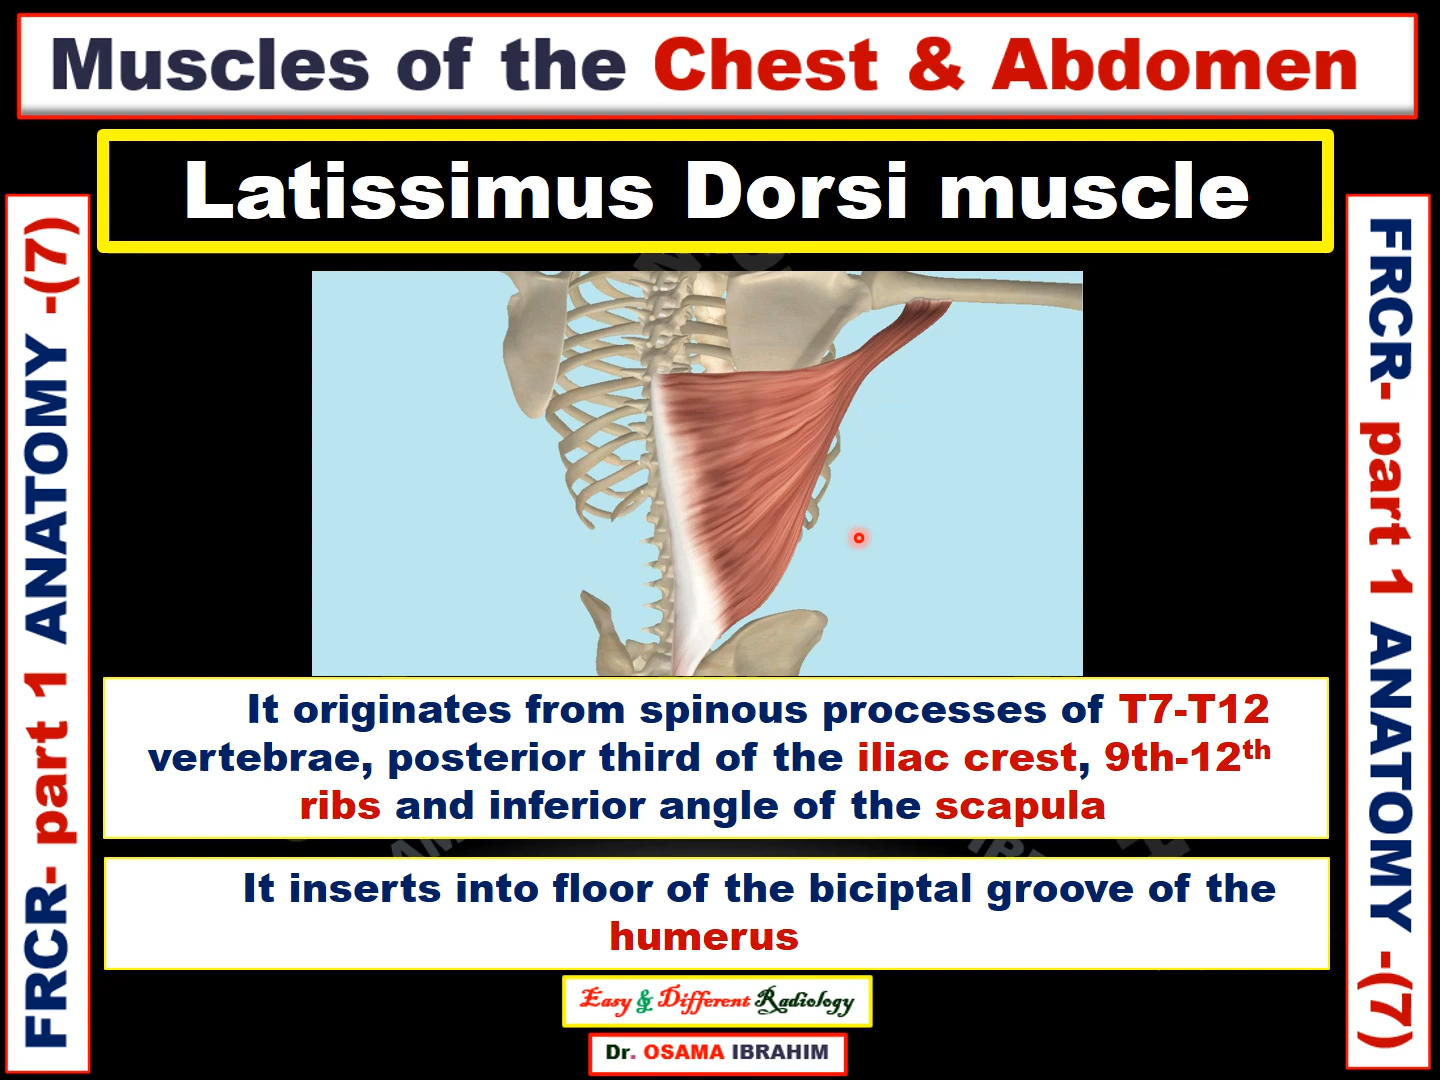 Muscles of the Chest & Abdomen
Latissimus Dorsi muscle
FRCR- part 1 ANATOMY -(7)
FRCR- part 1 ANATOMY -(7)
It originates from spinous processes of T7-T12
vertebrae, posterior third of the iliac crest, 9th-12th
ribs and inferior angle of the scapula
It inserts into floor of the biciptal groove of the
humerus
Easy & Different Radiology
Dr. OSAMA IBRAHIM